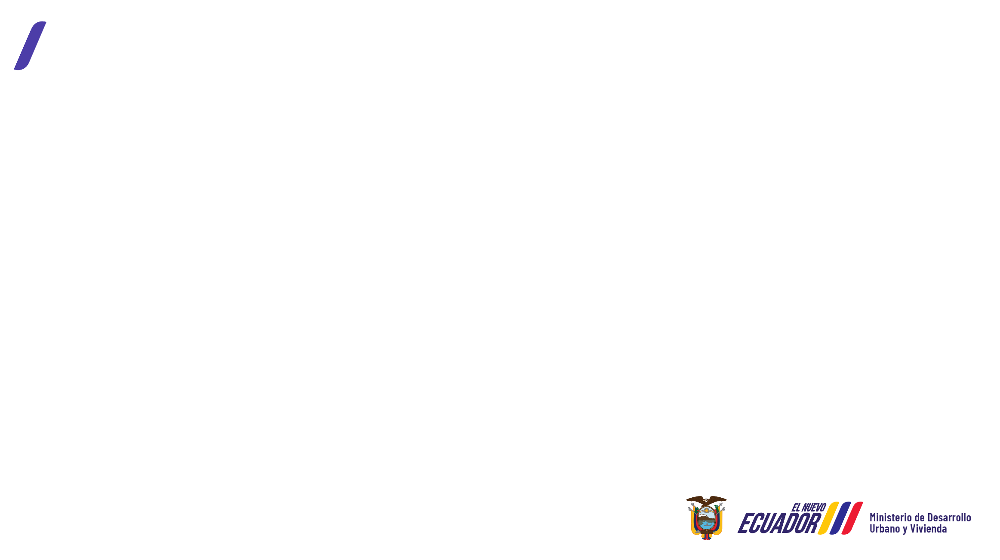 EL NUEVO
ECUADOR
Ministerio de Desarrollo
Urbano y Vivienda